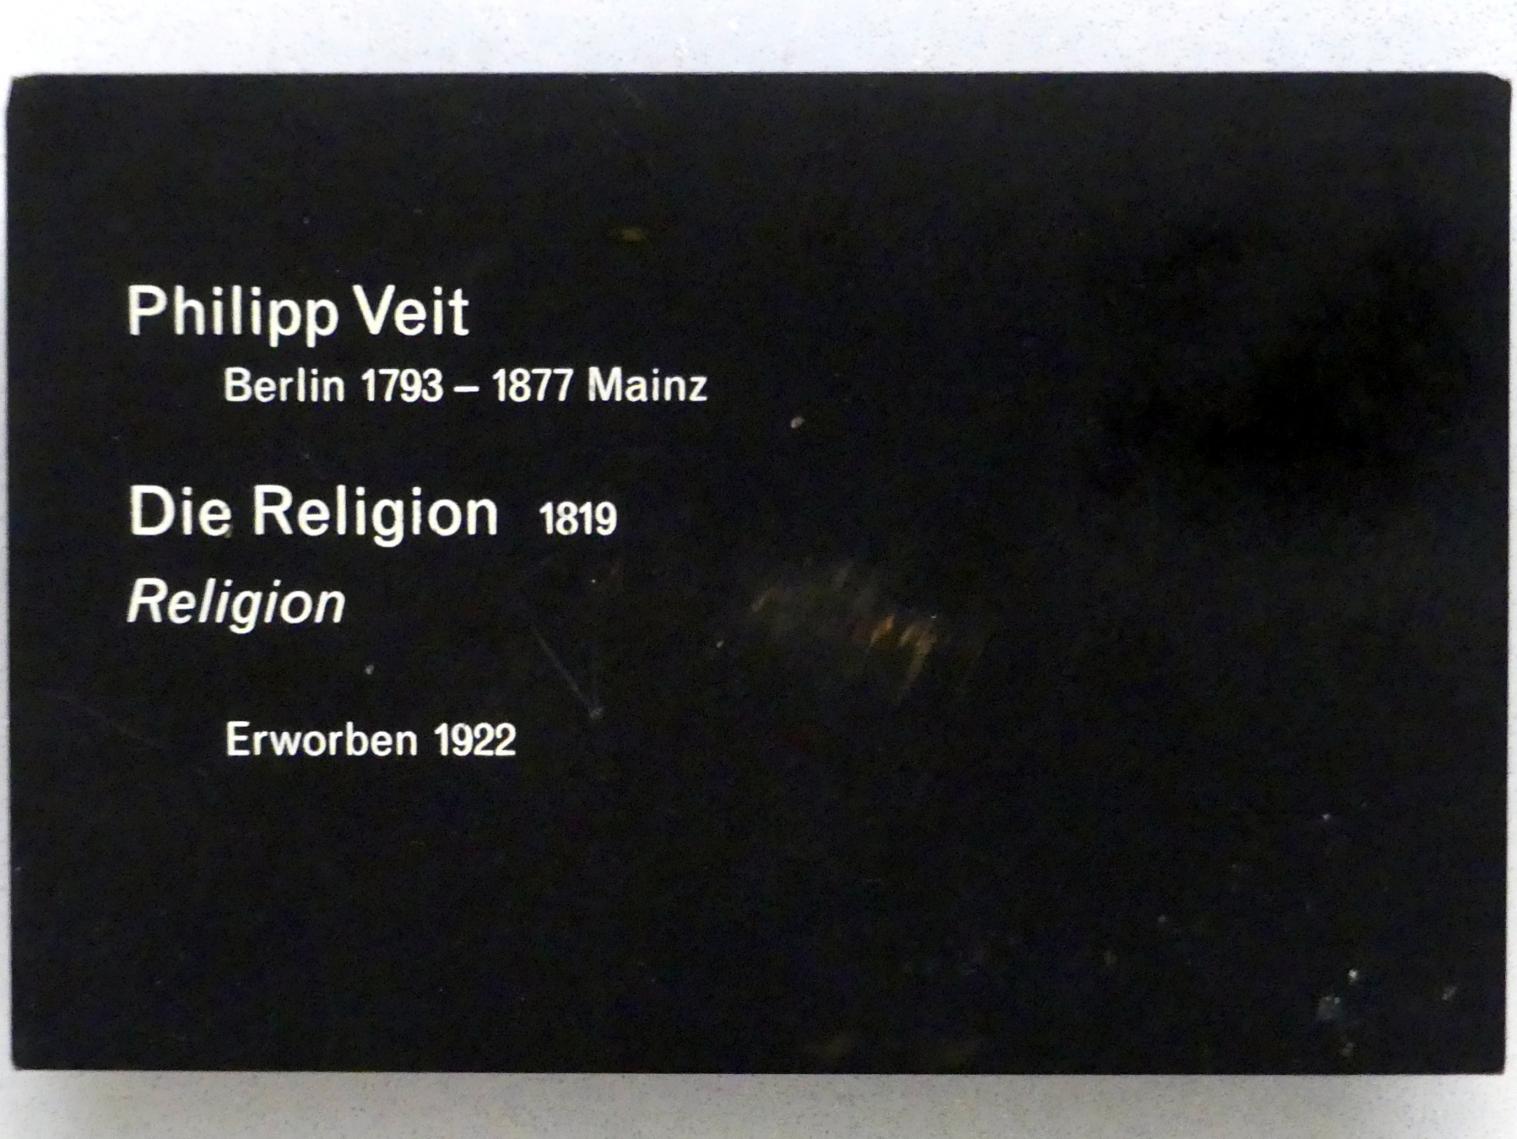 Philipp Veit
Berlin 1793 – 1877 Mainz
Die Religion 1819
Religion
Erworben 1922